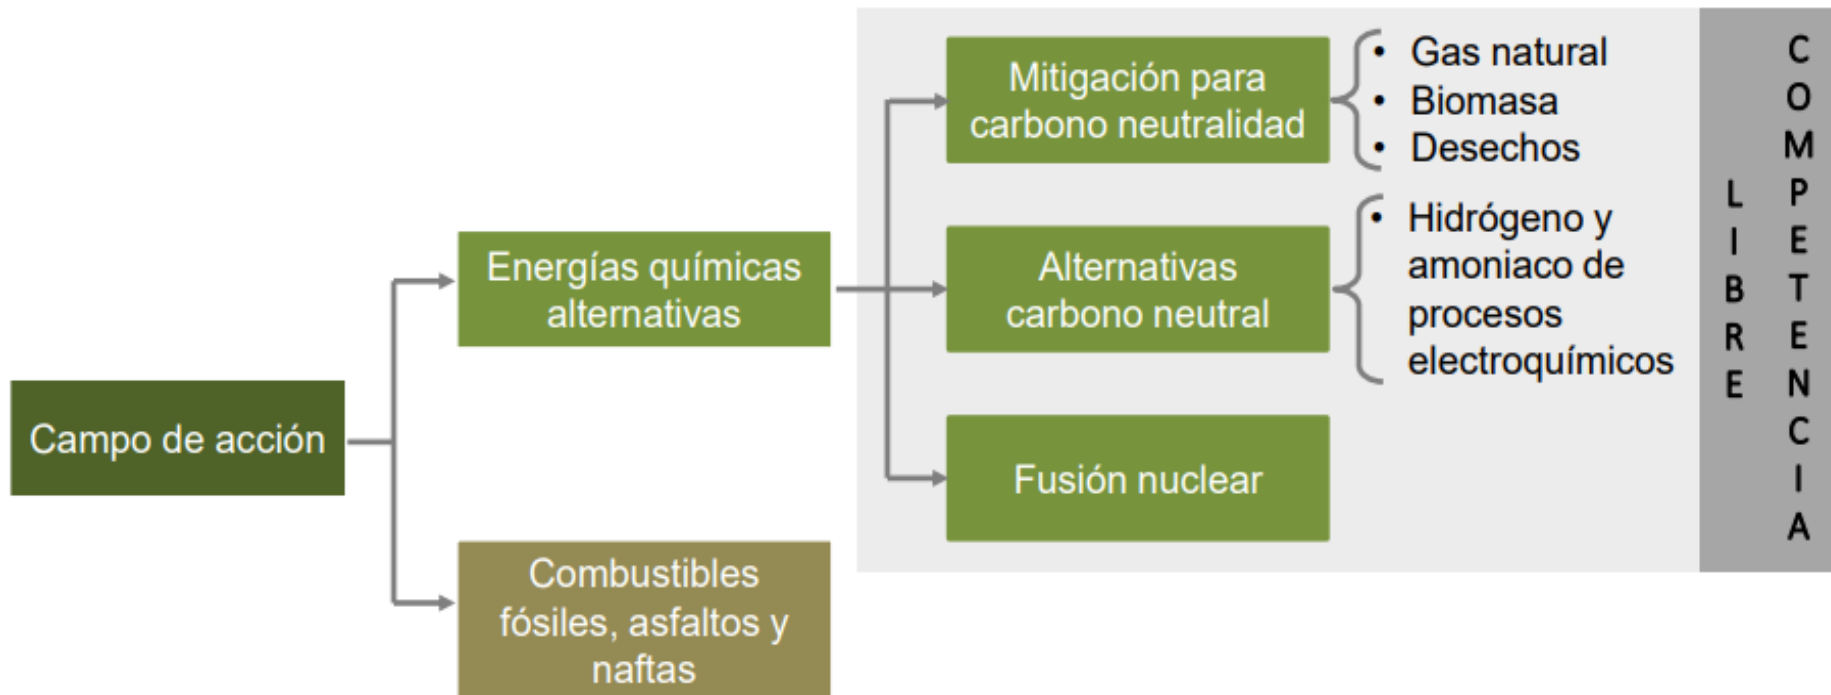 Campo de acción
Energías químicas
alternativas
Combustibles
fósiles, asfaltos y
naftas
Mitigación para
carbono neutralidad
• Gas natural
• Biomasa
• Desechos
Alternativas
carbono neutral
• Hidrógeno y
amoniaco de
procesos
electroquímicos
Fusión nuclear
LIBRE
COMPETENCIA